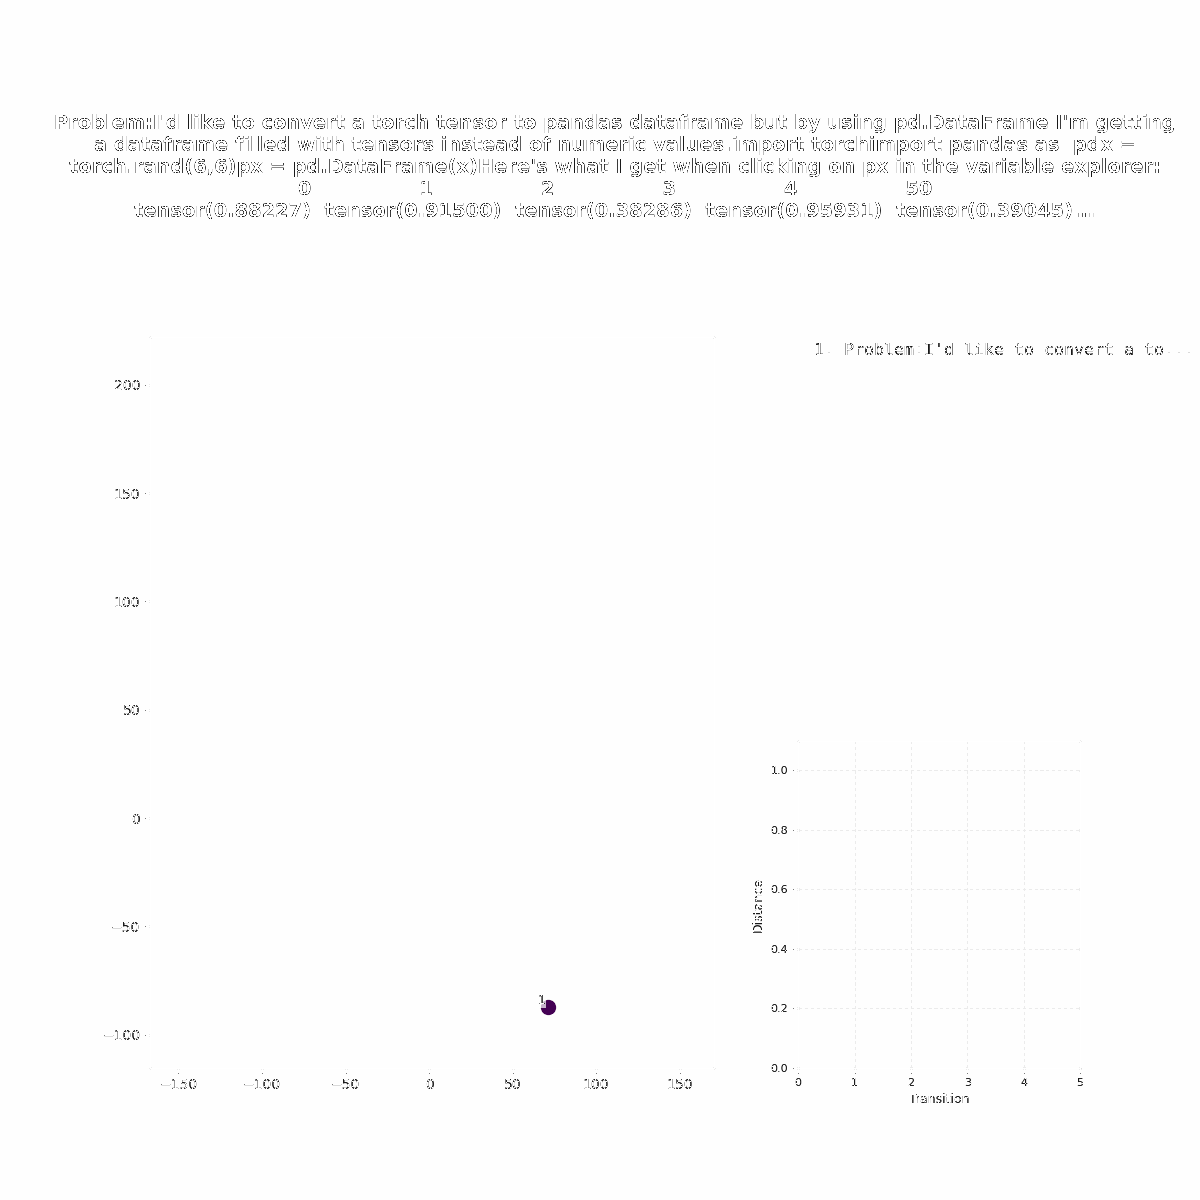 Problem:I'd like to convert a torch tensor to pandas dataframe but by using pd.DataFrame I'm getting
a dataframe filled with tensors instead of numeric values.import torchimport pandas as  pdx =
torch.rand(6,6)px = pd.DataFrame(x)Here's what I get when clicking on px in the variable explorer:
0 1 2 3 4 50
tensor(0.88227)  tensor(0.91500)  tensor(0.38286)  tensor(0.95931)  tensor(0.39045)...
1. Problem:I'd like to convert a to...
200
150
100
50
0
−50
−100
−150 −100 −50 0 50 100 150
1
1.0
0.8
0.6
0.4
0.2
0.0
Distance
0 1 2 3 4 5
Transition